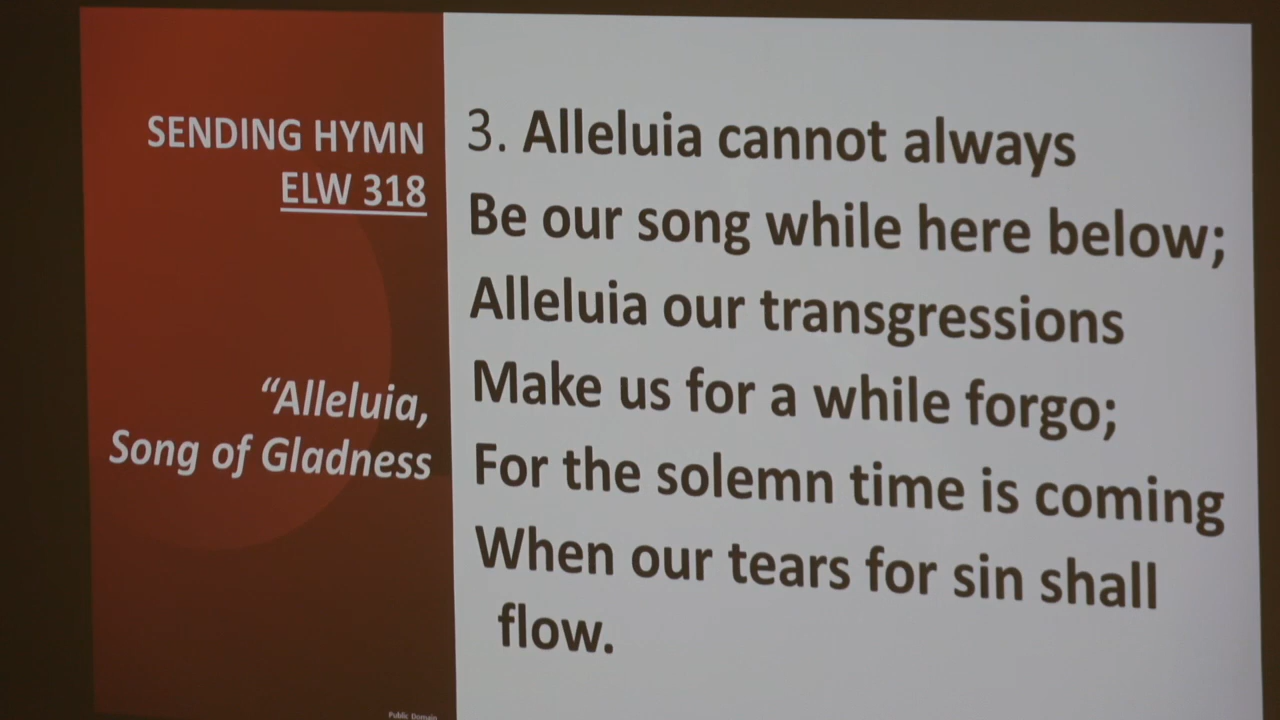 SENDING HYMN
ELW 318
“Alleluia,
Song of Gladness
3. Alleluia cannot always
Be our song while here below;
Alleluia our transgressions
Make us for a while forgo;
For the solemn time is coming
When our tears for sin shall
flow.
Public Domain